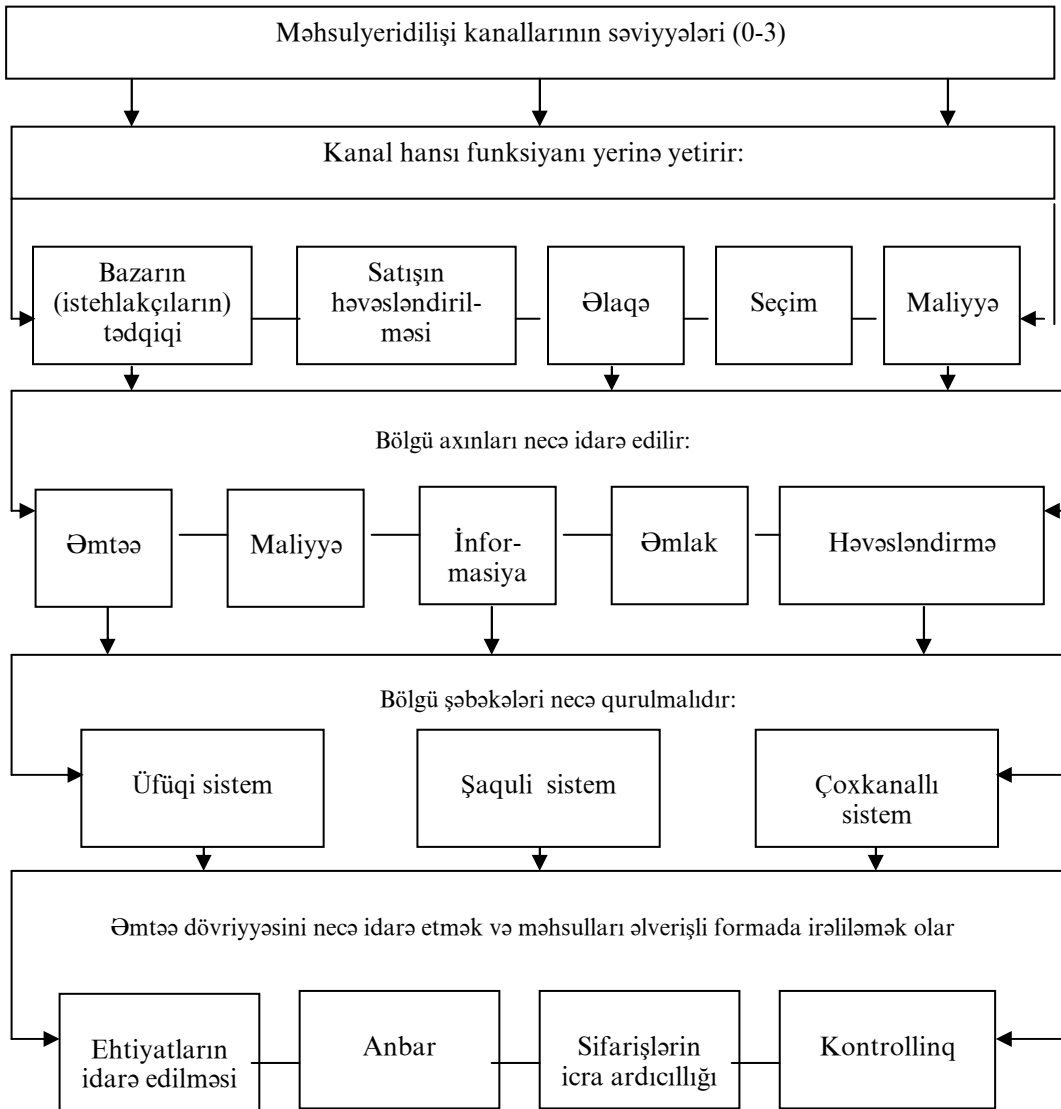 Məhsulyeridilişi kanallarının səviyyələri (0-3)
Kanal hansı funksiyanı yerinə yetirir:
Bazarın
(istehlakçıların)
tədqiqi
Satışın
həvəsləndiril-
məsi
Əlaqə
Seçim
Maliyyə
Bölgü axınları necə idarə edilir:
Əmtəə
Maliyyə
İnfor-
masiya
Əmlak
Həvəsləndirmə
Bölgü şəbəkələri necə qurulmalıdır:
Üfüqi sistem
Şaquli sistem
Çoxkanallı
sistem
Əmtəə dövriyyəsini necə idarə etmək və məhsulları əlverişli formada irəliləmək olar
Ehtiyatların
idarə edilməsi
Anbar
Sifarişlərin
icra ardıcıllığı
Kontrollinq